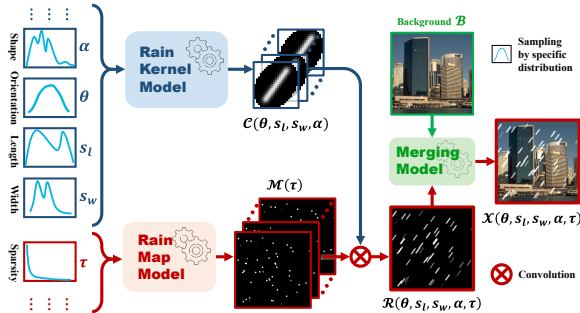 Shape
α
Orientation
θ
Length
s_l
Width
s_w
Sparsity
τ
Rain
Kernel
Model
C(θ, s_l, s_w, α)
Rain
Map
Model
M(τ)
Background B
Merging
Model
R(θ, s_l, s_w, α, τ)
X(θ, s_l, s_w, α, τ)
Sampling
by specific
distribution
Convolution